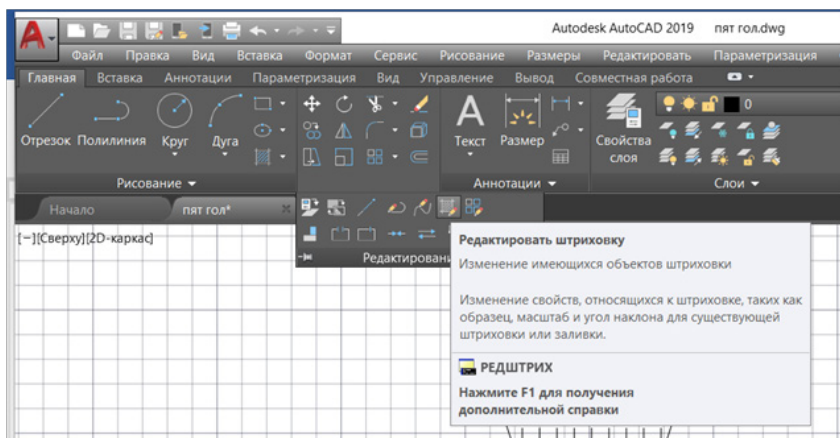 Autodesk AutoCAD 2019 пят гол.dwg
Файл Правка Вид Вставка Формат Сервис Рисование Размеры Редактировать Параметризация
Главная Вставка Аннотации Параметризация Вид Управление Вывод Совместная работа
Отрезок Полилиния Круг Дуга Текст Размер Свойства слоя 0
Рисование Аннотации Слои
Начало пят гол*
[−][Сверху][2D-каркас]
Редактировать штриховку
Изменение имеющихся объектов штриховки
Изменение свойств, относящихся к штриховке, таких как
образец, масштаб и угол наклона для существующей
штриховки или заливки.
РЕДШТРИХ
Нажмите F1 для получения
дополнительной справки